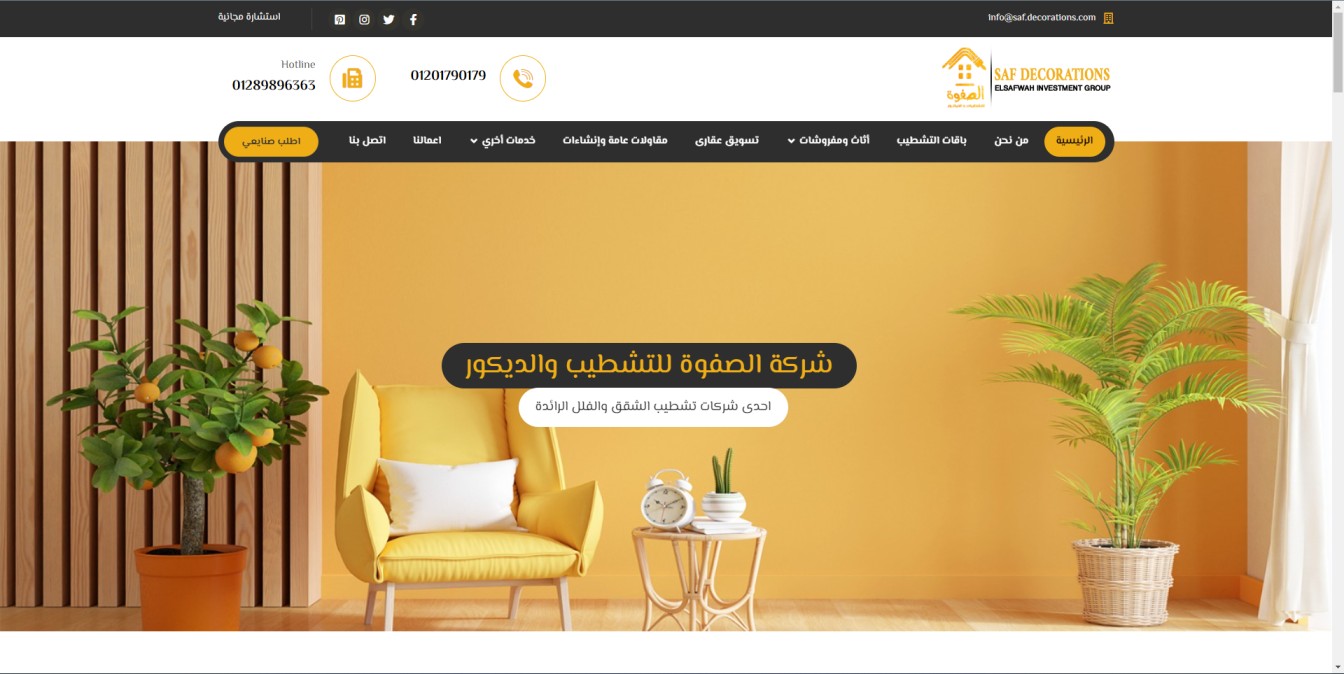 info@saf.decorations.com
استشارة مجانية
SAF DECORATIONS
ELSAFWAH INVESTMENT GROUP
الصفوة
01201790179
Hotline
01289896363
الرئيسية
من نحن
باقات التشطيب
أثاث ومفروشات
تسويق عقارى
مقاولات عامة وإنشاءات
خدمات أخري
اعمالنا
اتصل بنا
اطلب صنايعي
شركة الصفوة للتشطيب والديكور
احدى شركات تشطيب الشقق والفلل الرائدة